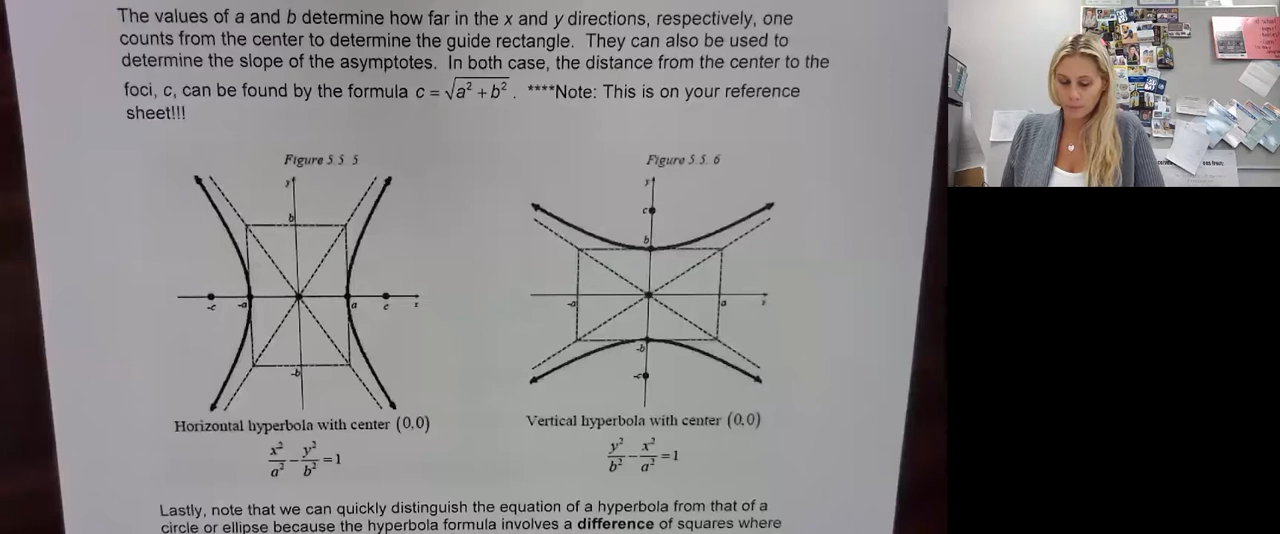 The values of a and b determine how far in the x and y directions, respectively, one
counts from the center to determine the guide rectangle. They can also be used to
determine the slope of the asymptotes. In both case, the distance from the center to the
foci, c, can be found by the formula c = √a² + b² . ****Note: This is on your reference
sheet!!!
Figure 5.5.5
y
b
-c -a a c x
-b
Horizontal hyperbola with center (0,0)
x²/a² − y²/b² = 1
Figure 5.5.6
y
c
b
-a a x
-b
-c
Vertical hyperbola with center (0,0)
y²/b² − x²/a² = 1
Lastly, note that we can quickly distinguish the equation of a hyperbola from that of a
circle or ellipse because the hyperbola formula involves a difference of squares where